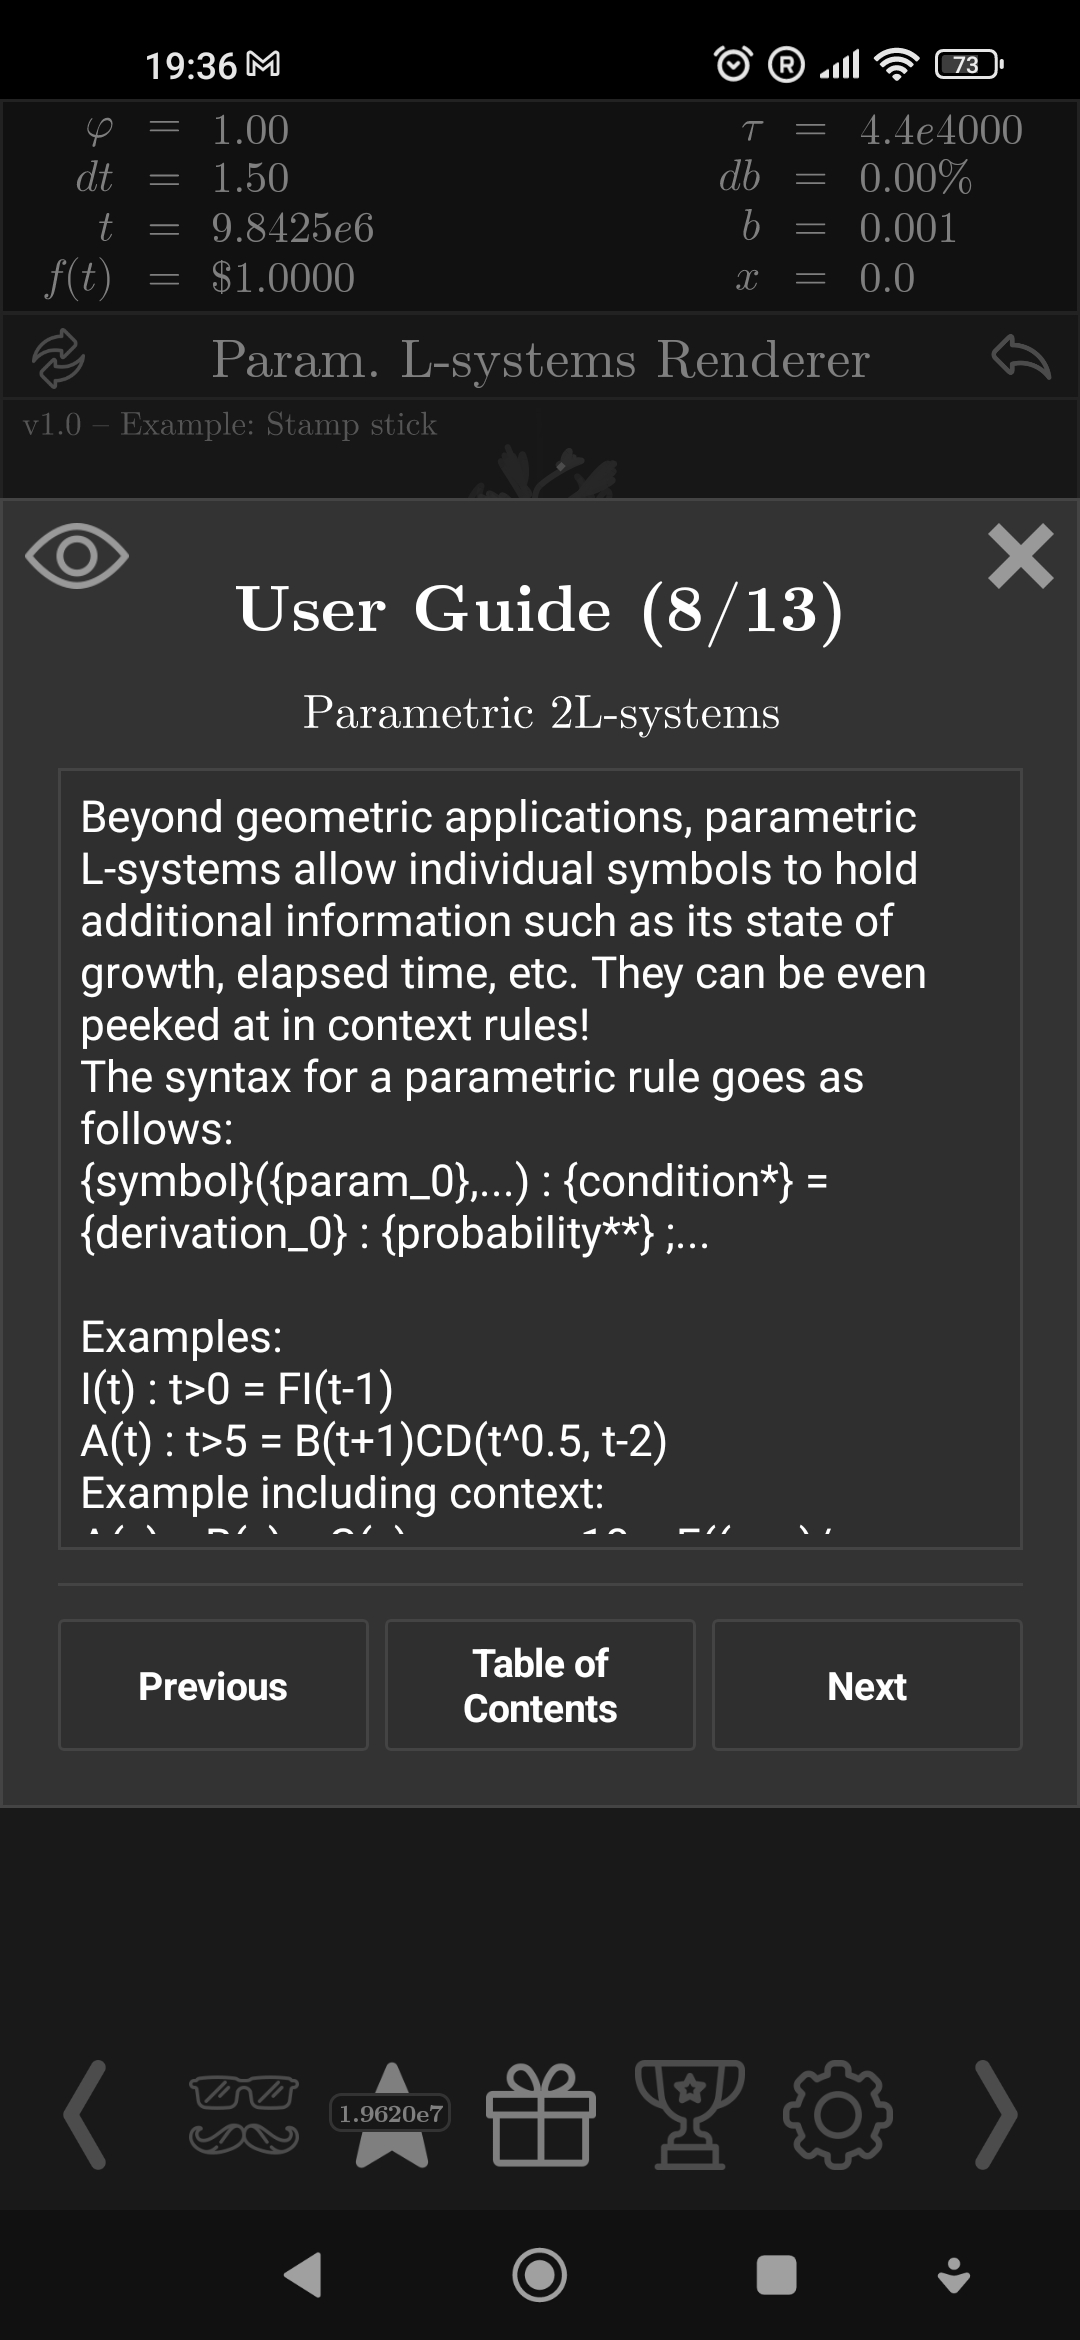 19:36 73
φ = 1.00 τ = 4.4e4000
dt = 1.50 db = 0.00%
t = 9.8425e6 b = 0.001
f(t) = $1.0000 x = 0.0
Param. L-systems Renderer
v1.0 – Example: Stamp stick
User Guide (8/13)
Parametric 2L-systems
Beyond geometric applications, parametric
L-systems allow individual symbols to hold
additional information such as its state of
growth, elapsed time, etc. They can be even
peeked at in context rules!
The syntax for a parametric rule goes as
follows:
{symbol}({param_0},...) : {condition*} =
{derivation_0} : {probability**} ;...
Examples:
I(t) : t>0 = FI(t-1)
A(t) : t>5 = B(t+1)CD(t^0.5, t-2)
Example including context:
Previous
Table of
Contents
Next
1.9620e7